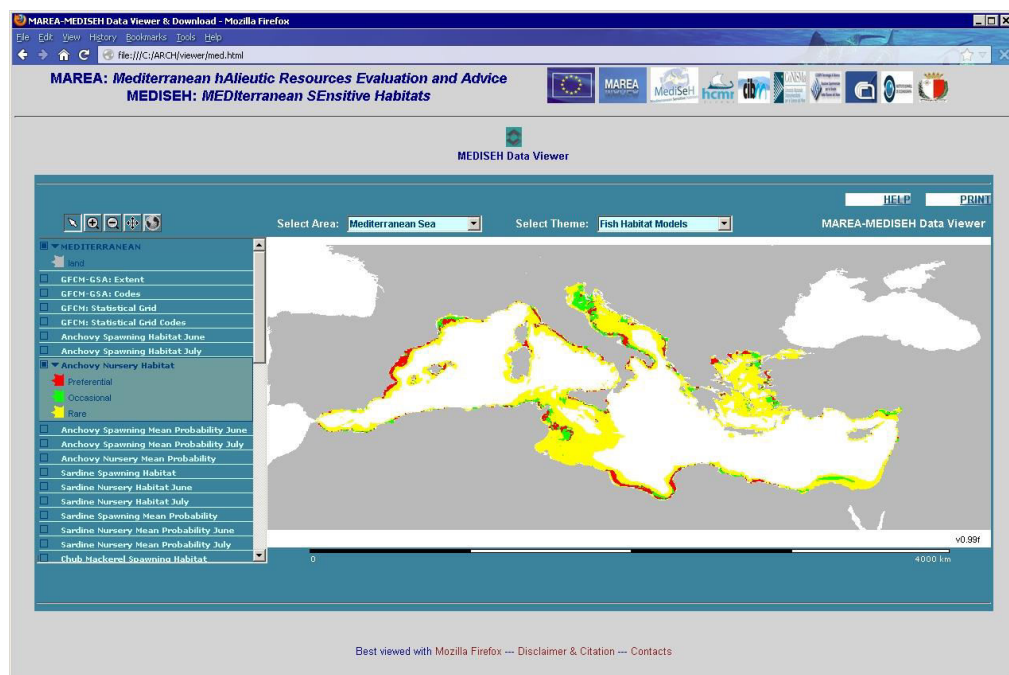 MAREA-MEDISEH Data Viewer & Download - Mozilla Firefox
File Edit View History Bookmarks Tools Help
file:///C:/ARCH/viewer/med.html
MAREA: Mediterranean hAlieutic Resources Evaluation and Advice
MEDISEH: MEDIterranean SEnsitive Habitats
MAREA
MediSeH
hcmr
MEDISEH Data Viewer
HELP PRINT
Select Area: Mediterranean Sea Select Theme: Fish Habitat Models MAREA-MEDISEH Data Viewer
MEDITERRANEAN
land
GFCM-GSA: Extent
GFCM-GSA: Codes
GFCM: Statistical Grid
GFCM: Statistical Grid Codes
Anchovy Spawning Habitat June
Anchovy Spawning Habitat July
Anchovy Nursery Habitat
Preferential
Occasional
Rare
Anchovy Spawning Mean Probability June
Anchovy Spawning Mean Probability July
Anchovy Nursery Mean Probability
Sardine Spawning Habitat
Sardine Nursery Habitat June
Sardine Nursery Habitat July
Sardine Spawning Mean Probability
Sardine Nursery Mean Probability June
Sardine Nursery Mean Probability July
Chub Mackerel Spawning Habitat
v0.99f
0 4000 km
Best viewed with Mozilla Firefox --- Disclaimer & Citation --- Contacts